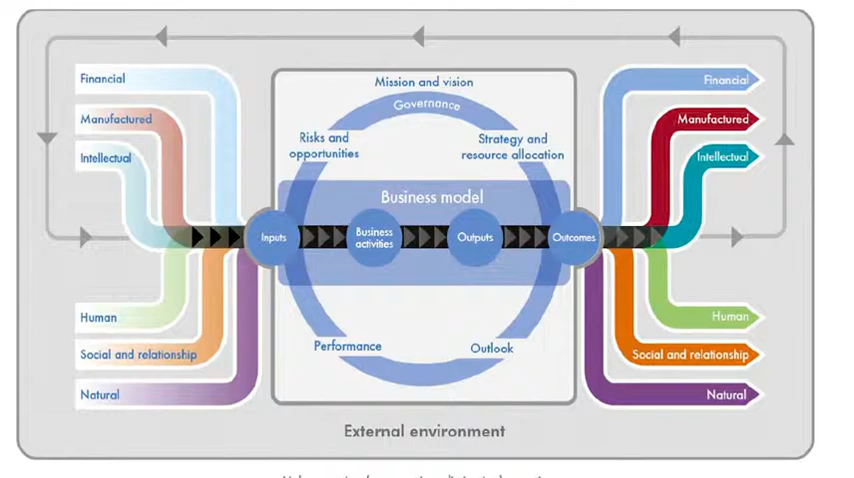 Financial
Manufactured
Intellectual
Human
Social and relationship
Natural
Mission and vision
Governance
Risks and
opportunities
Strategy and
resource allocation
Business model
Inputs
Business
activities
Outputs
Outcomes
Performance
Outlook
Financial
Manufactured
Intellectual
Human
Social and relationship
Natural
External environment